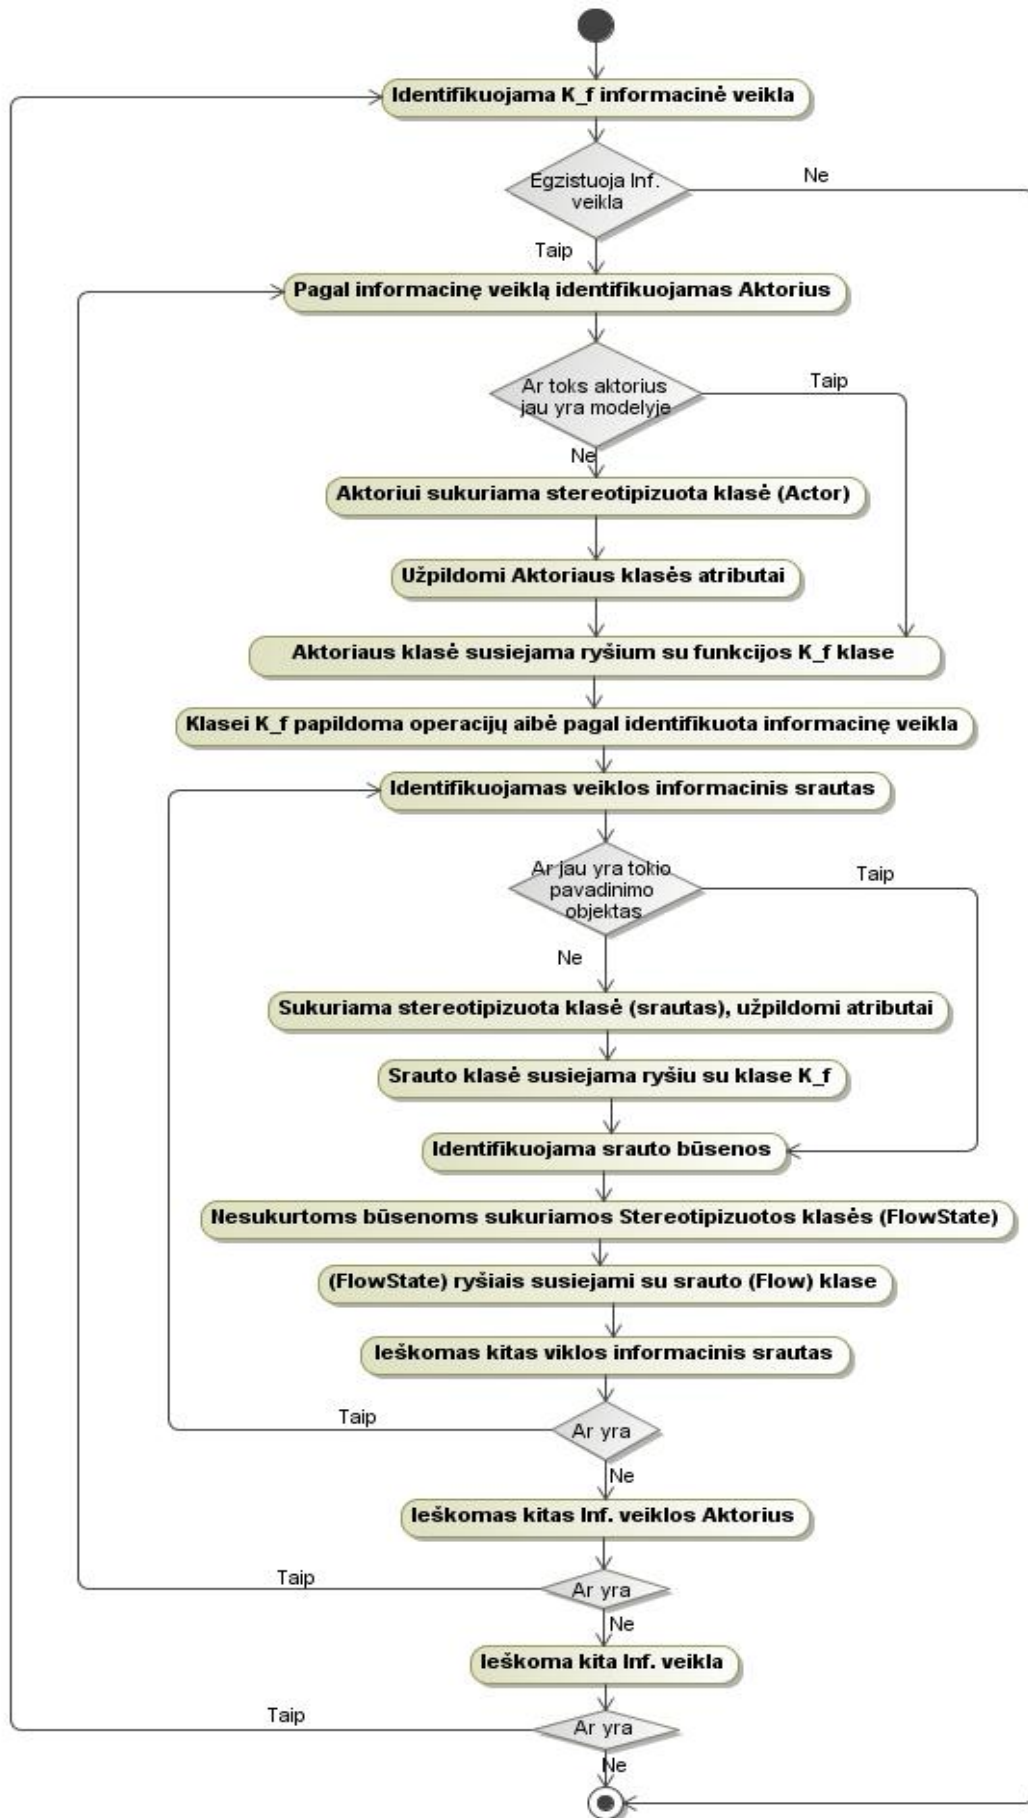 Identifikuojama K_f informacinė veikla
Egzistuoja Inf.
veikla
Ne
Taip
Pagal informacinę veiklą identifikuojamas Aktorius
Ar toks aktorius
jau yra modelyje
Taip
Ne
Aktoriui sukuriama stereotipizuota klasė (Actor)
Užpildomi Aktoriaus klasės atributai
Aktoriaus klasė susiejama ryšium su funkcijos K_f klase
Klasei K_f papildoma operacijų aibė pagal identifikuota informacinę veikla
Identifikuojamas veiklos informacinis srautas
Ar jau yra tokio
pavadinimo
objektas
Taip
Ne
Sukuriama stereotipizuota klasė (srautas), užpildomi atributai
Srauto klasė susiejama ryšiu su klase K_f
Identifikuojama srauto būsenos
Nesukurtoms būsenoms sukuriamos Stereotipizuotos klasės (FlowState)
(FlowState) ryšiais susiejami su srauto (Flow) klase
Ieškomas kitas viklos informacinis srautas
Taip
Ar yra
Ne
Ieškomas kitas Inf. veiklos Aktorius
Taip
Ar yra
Ne
Ieškoma kita Inf. veikla
Taip
Ar yra
Ne